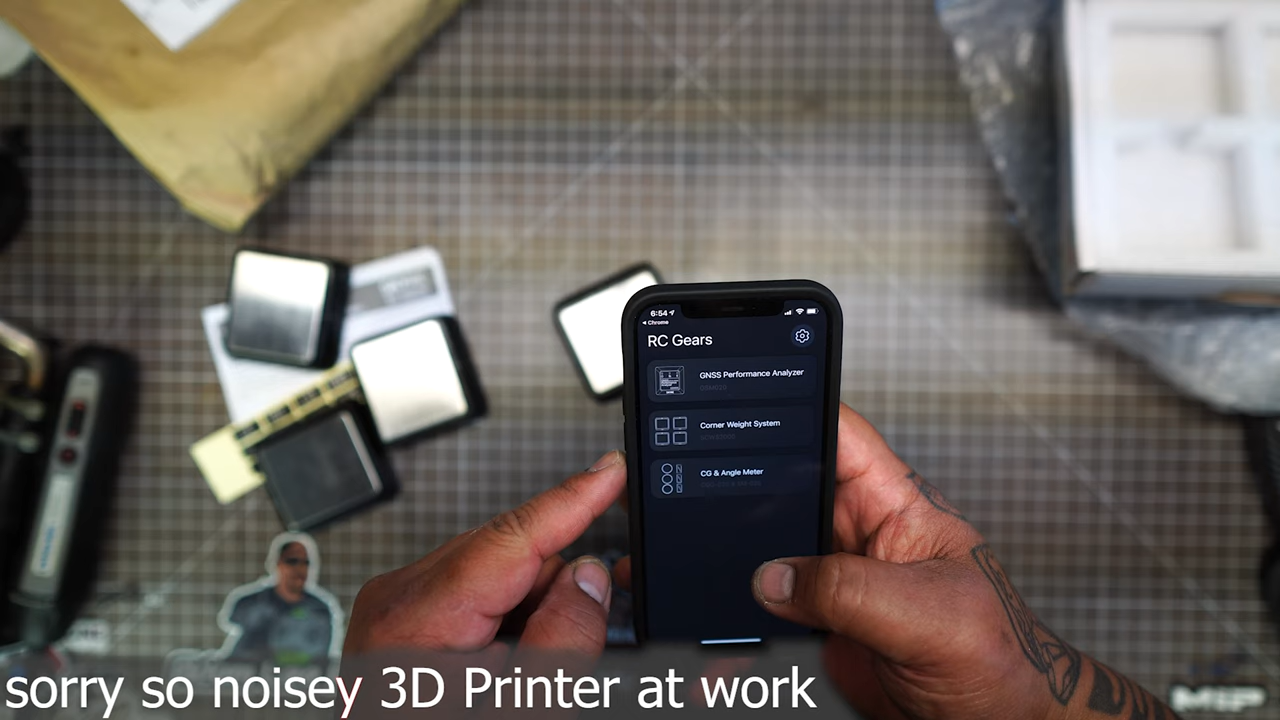 6:54
Chrome
RC Gears
GNSS Performance Analyzer
Corner Weight System
CG & Angle Meter
sorry so noisey 3D Printer at work
MIP